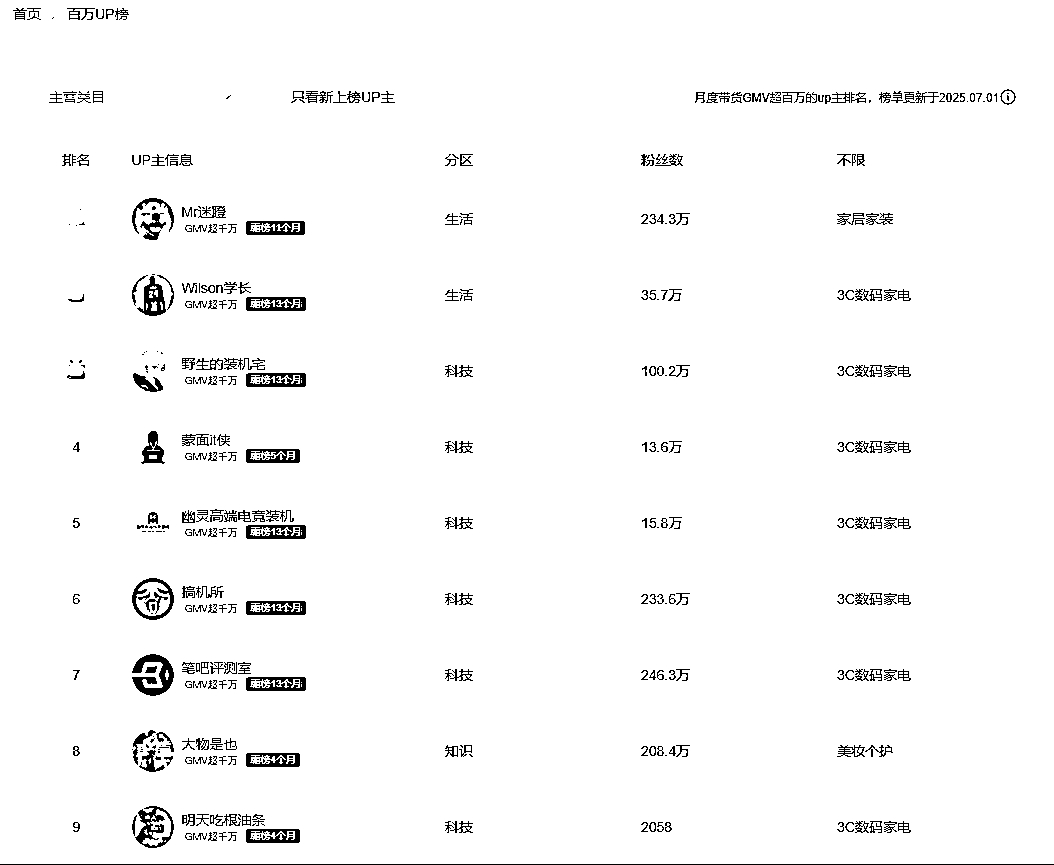 首页 . 百万UP榜
主营类目 只看新上榜UP主 月度带货GMV超百万的up主排名，榜单更新于2025.07.01
排名 UP主信息 分区 粉丝数 不限
Mr迷瞪 生活 234.3万 家居家装
GMV超千万 霸榜11个月
Wilson学长 生活 35.7万 3C数码家电
GMV超千万 霸榜13个月
野生的装机宅 科技 100.2万 3C数码家电
GMV超千万 霸榜13个月
4 蒙面it侠 科技 13.6万 3C数码家电
GMV超千万 霸榜5个月
5 幽灵高端电竞装机 科技 15.8万 3C数码家电
GMV超千万 霸榜13个月
6 搞机所 科技 233.6万 3C数码家电
GMV超千万 霸榜13个月
7 笔吧评测室 科技 246.3万 3C数码家电
GMV超千万 霸榜13个月
8 大物是也 知识 208.4万 美妆个护
GMV超千万 霸榜4个月
9 明天吃根油条 科技 2058 3C数码家电
GMV超千万 霸榜4个月